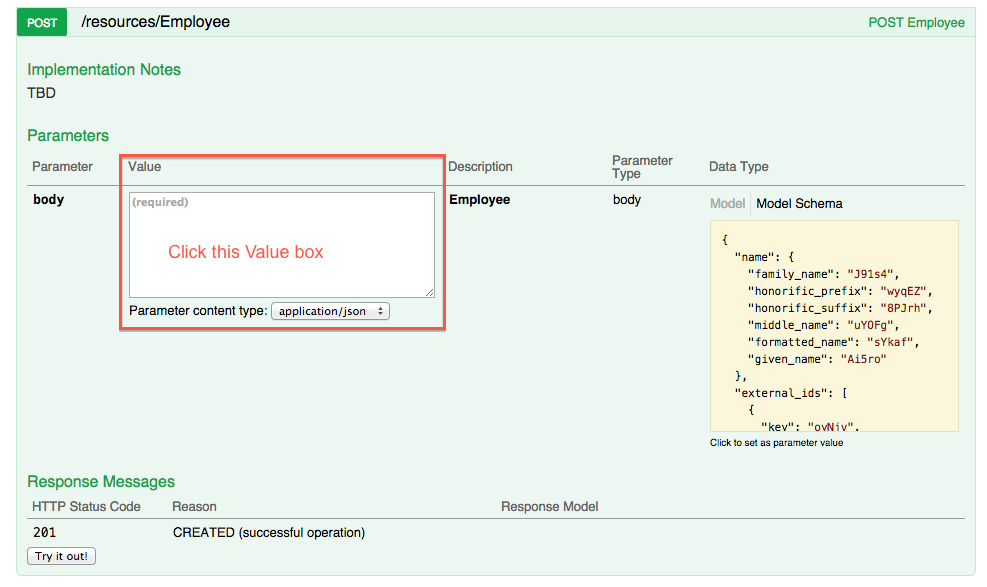 POST /resources/Employee POST Employee
Implementation Notes
TBD
Parameters
Parameter Value Description Parameter Type Data Type
body (required) Employee body Model Model Schema
Click this Value box
Parameter content type: application/json
{
"name": {
"family_name": "J91s4",
"honorific_prefix": "wyqEZ",
"honorific_suffix": "8PJrh",
"middle_name": "uYOFg",
"formatted_name": "sYkaf",
"given_name": "Ai5ro"
},
"external_ids": [
{
"key": "ovNiv",
Click to set as parameter value
Response Messages
HTTP Status Code Reason Response Model
201 CREATED (successful operation)
Try it out!